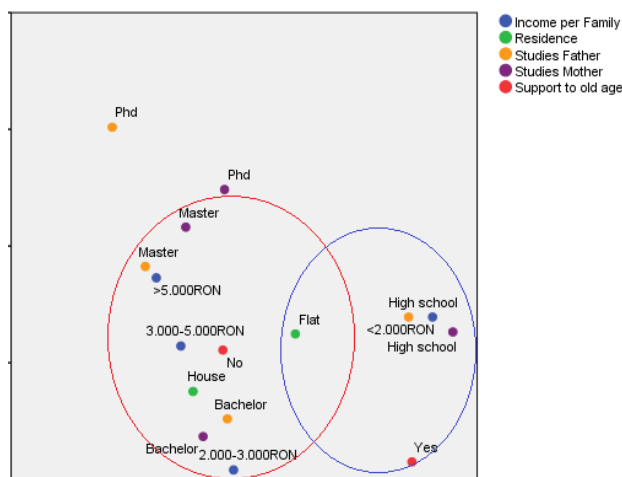 Income per Family
Residence
Studies Father
Studies Mother
Support to old age
Phd
Phd
Master
Master
>5.000RON
High school
Flat
<2.000RON
3.000-5.000RON
High school
No
House
Bachelor
Bachelor
2.000-3.000RON
Yes